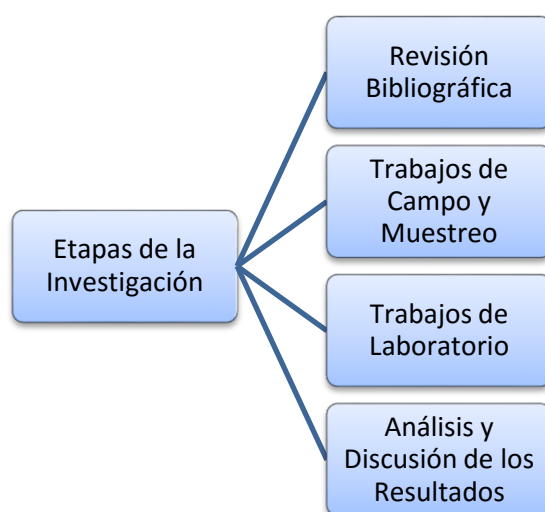 Etapas de la
Investigación
Revisión
Bibliográfica
Trabajos de
Campo y
Muestreo
Trabajos de
Laboratorio
Análisis y
Discusión de los
Resultados